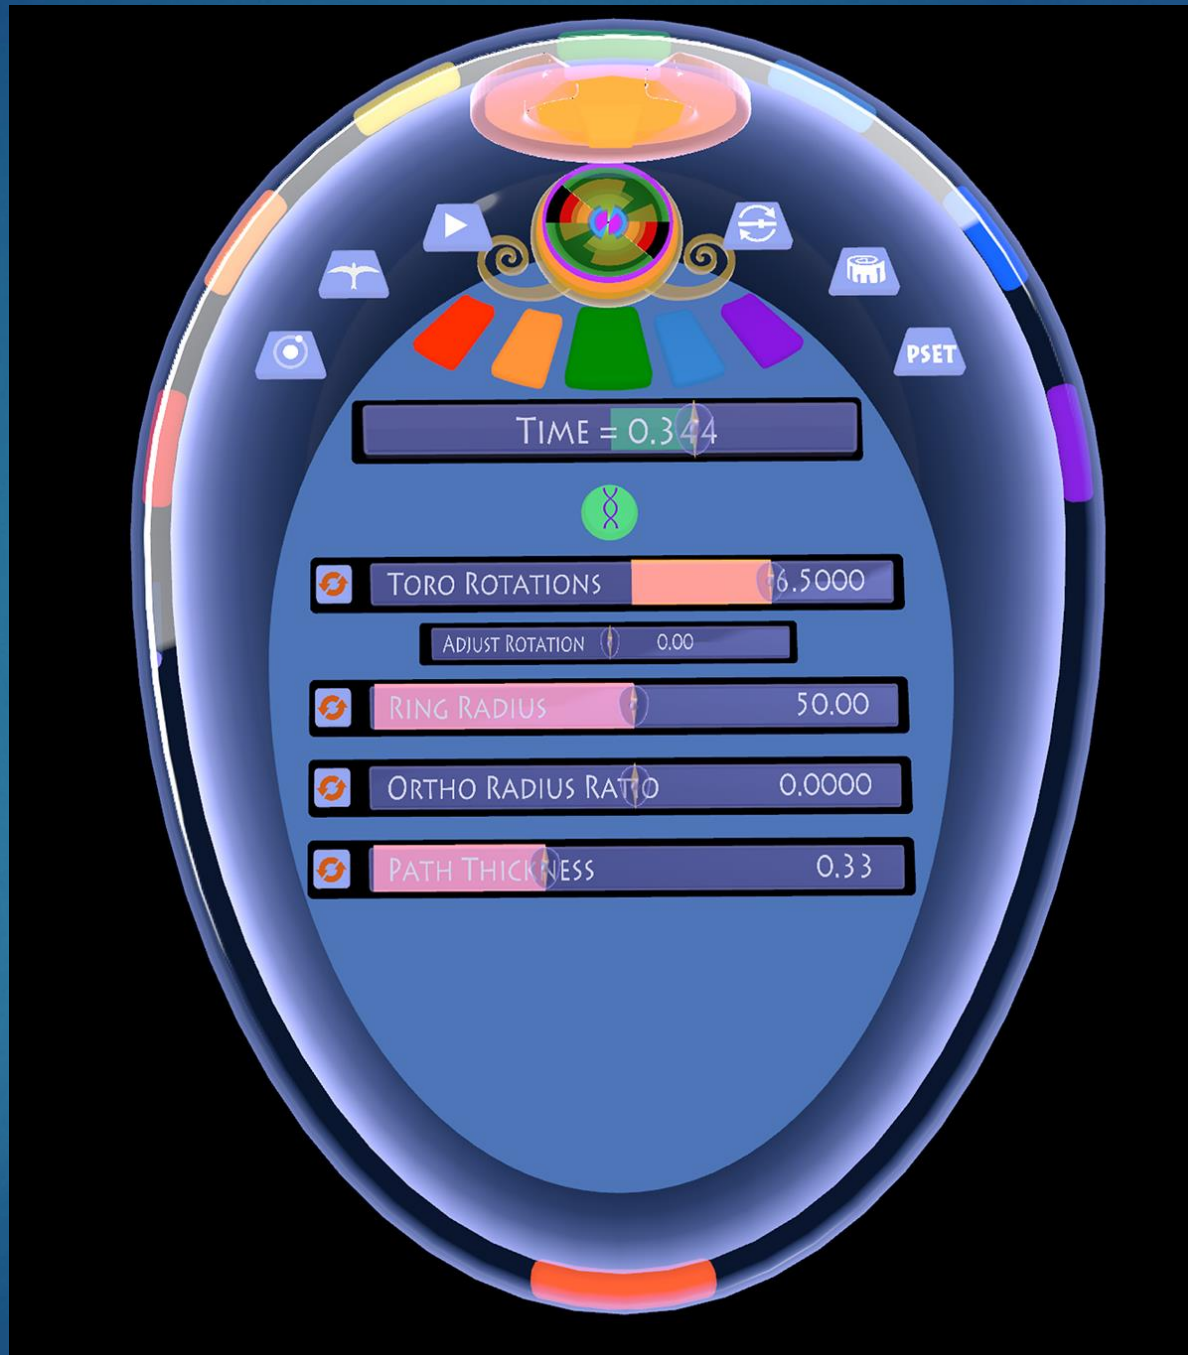 PSET
TIME = 0.344
TORO ROTATIONS 6.5000
ADJUST ROTATION 0.00
RING RADIUS 50.00
ORTHO RADIUS RATIO 0.0000
PATH THICKNESS 0.33